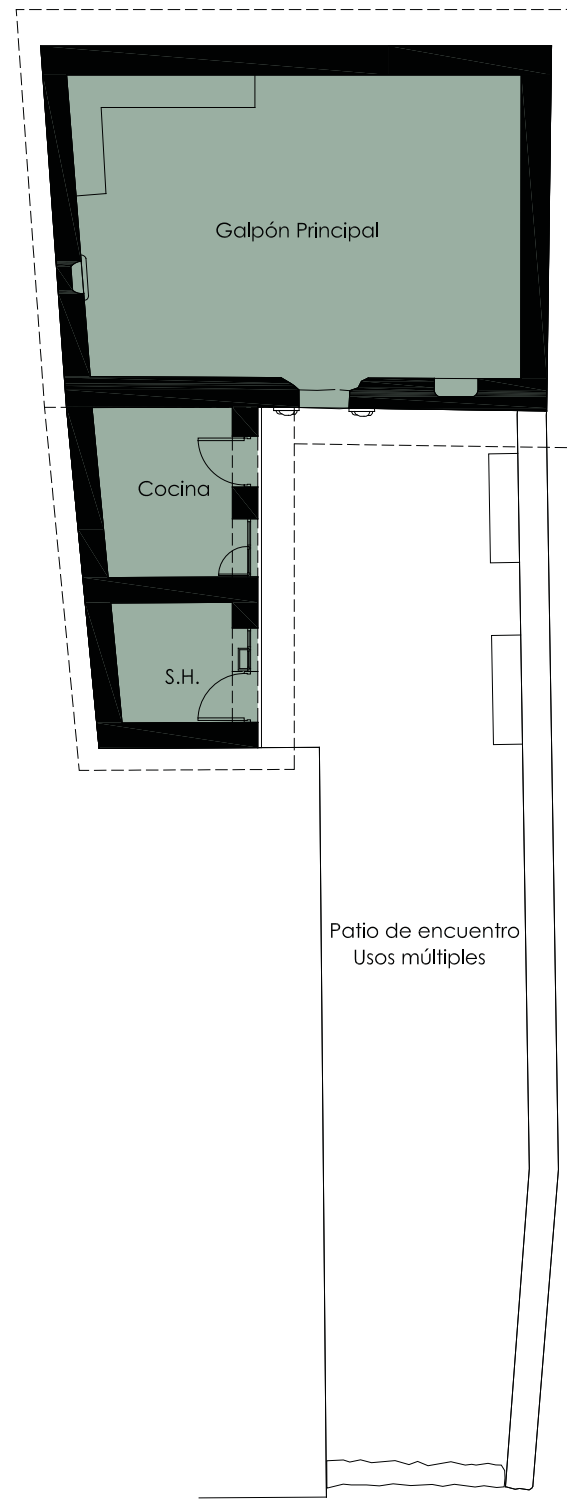 Galpón Principal
Cocina
S.H.
Patio de encuentro
Usos múltiples